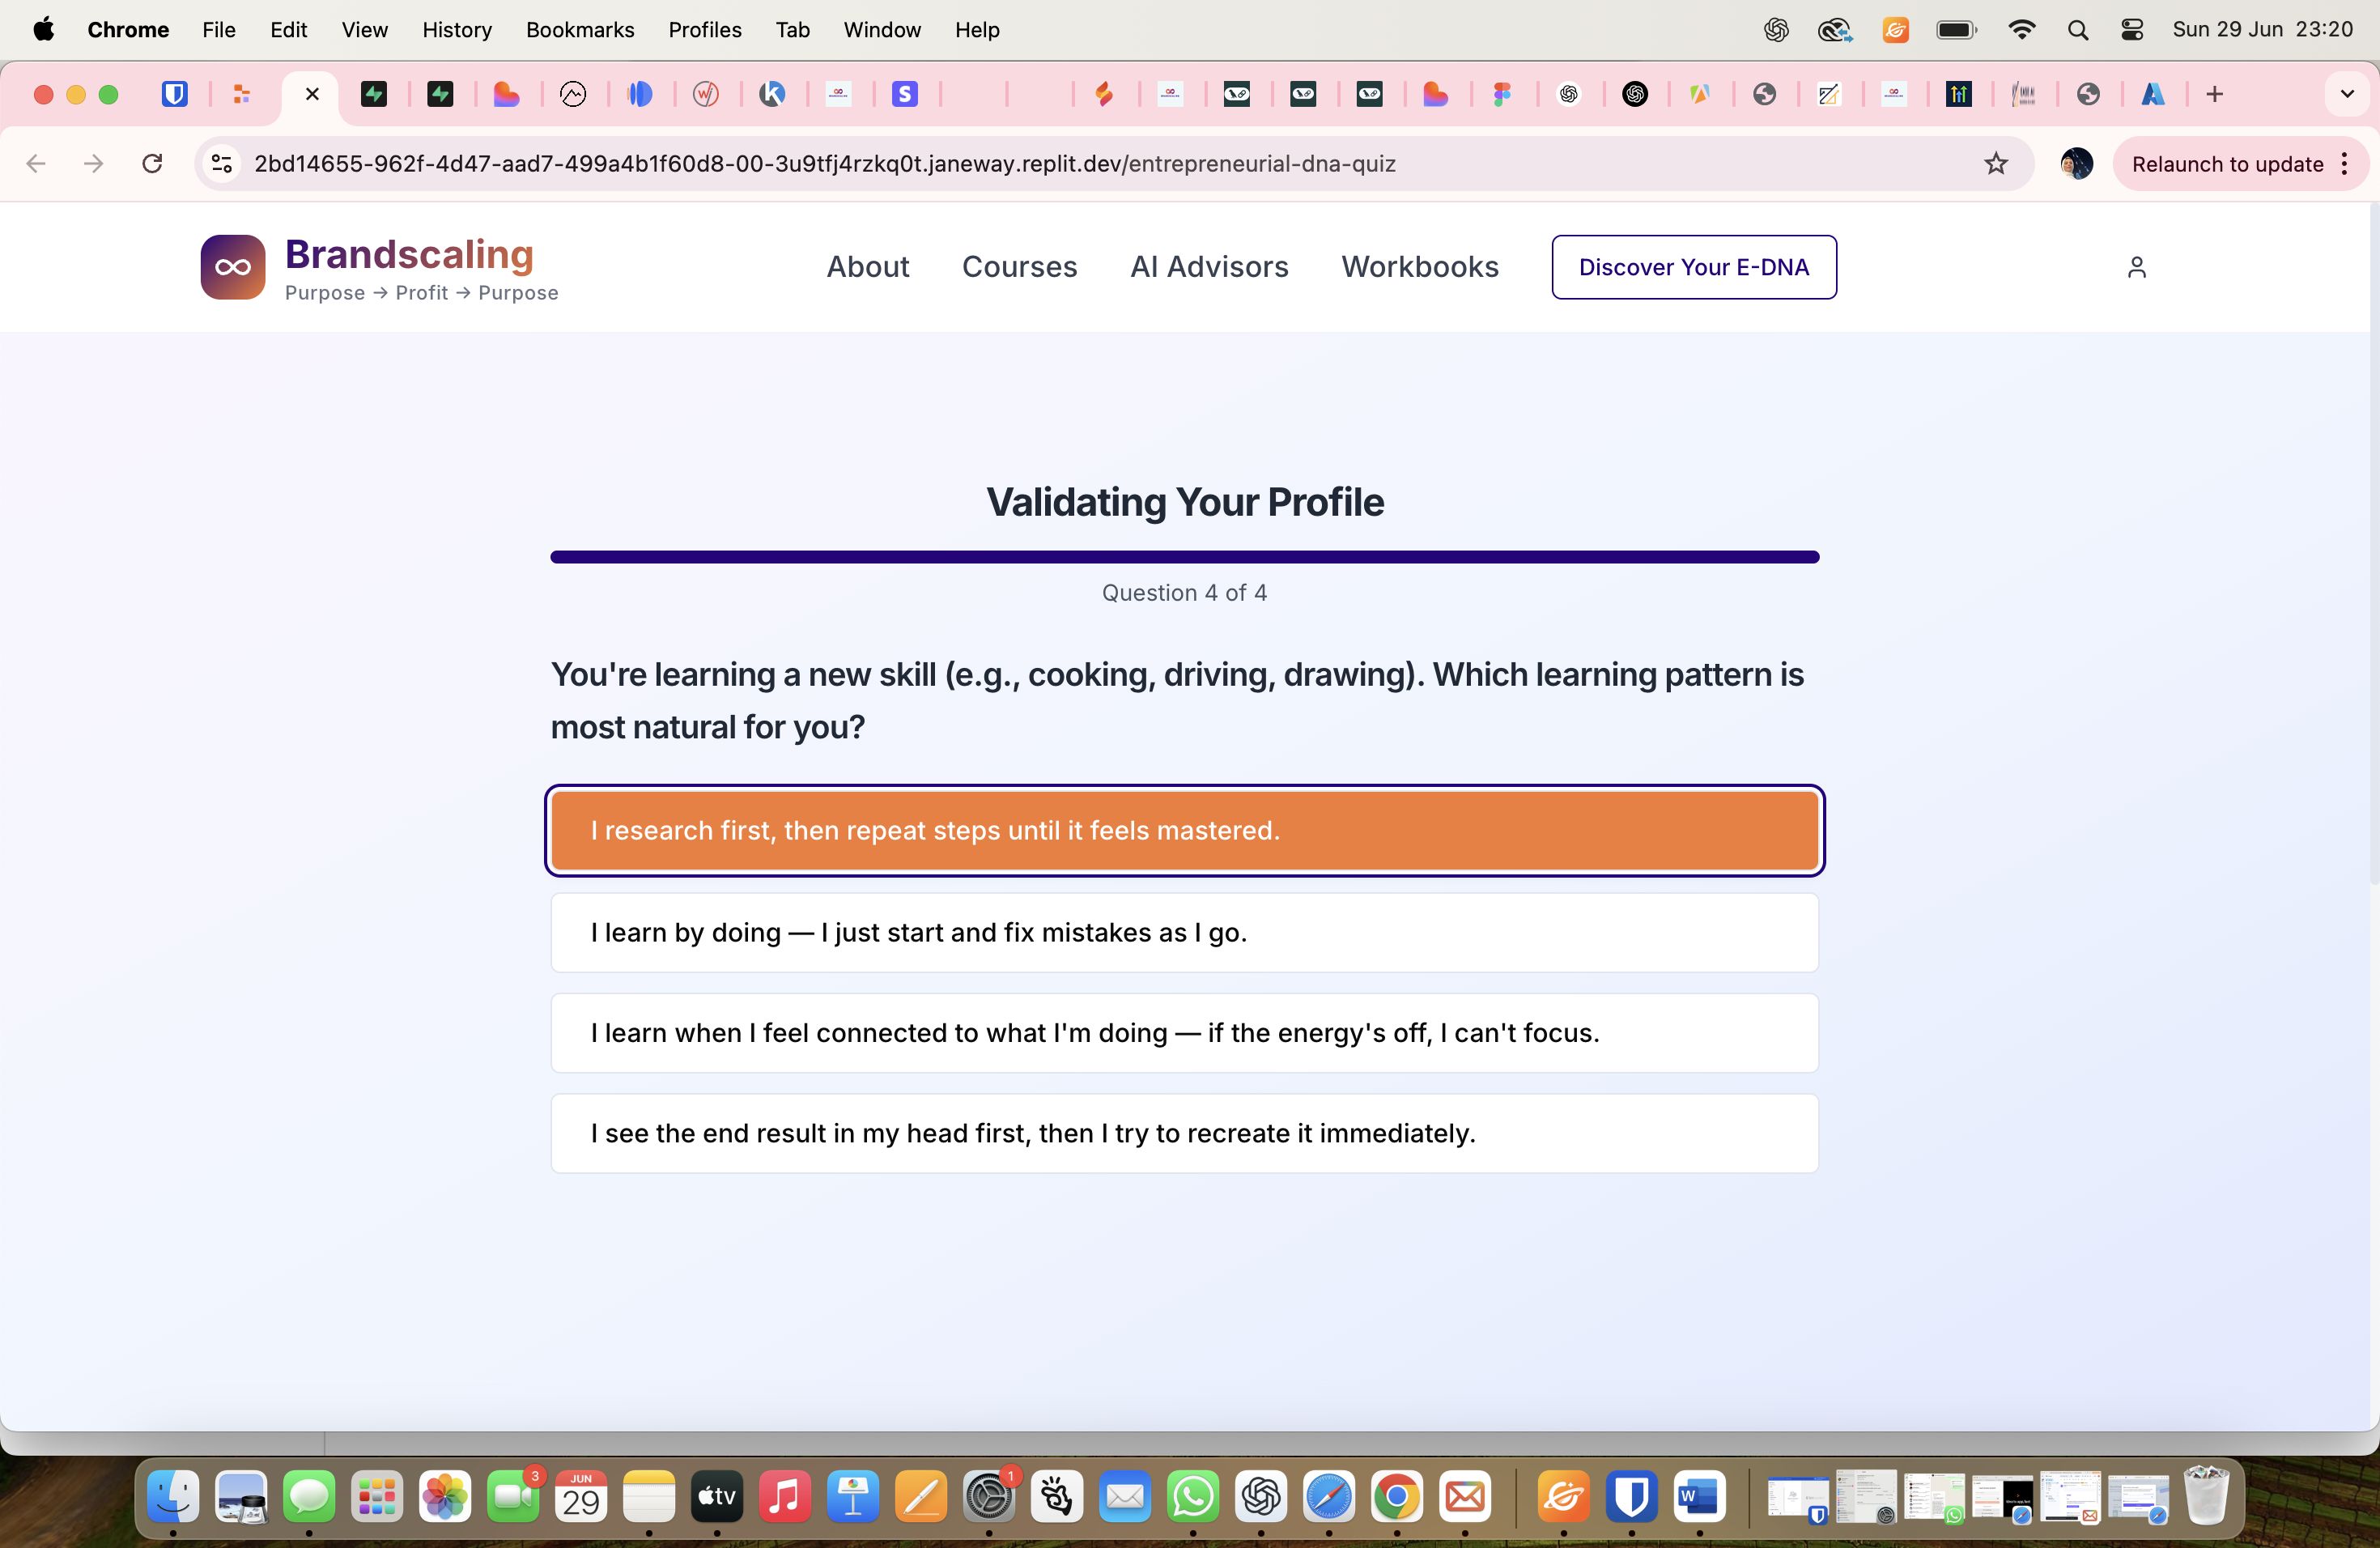 Chrome File Edit View History Bookmarks Profiles Tab Window Help Sun 29 Jun 23:20
2bd14655-962f-4d47-aad7-499a4b1f60d8-00-3u9tfj4rzkq0t.janeway.replit.dev/entrepreneurial-dna-quiz Relaunch to update
Brandscaling
Purpose → Profit → Purpose
About Courses AI Advisors Workbooks Discover Your E-DNA
Validating Your Profile
Question 4 of 4
You're learning a new skill (e.g., cooking, driving, drawing). Which learning pattern is
most natural for you?
I research first, then repeat steps until it feels mastered.
I learn by doing — I just start and fix mistakes as I go.
I learn when I feel connected to what I'm doing — if the energy's off, I can't focus.
I see the end result in my head first, then I try to recreate it immediately.
3
JUN
29
tv
1
W